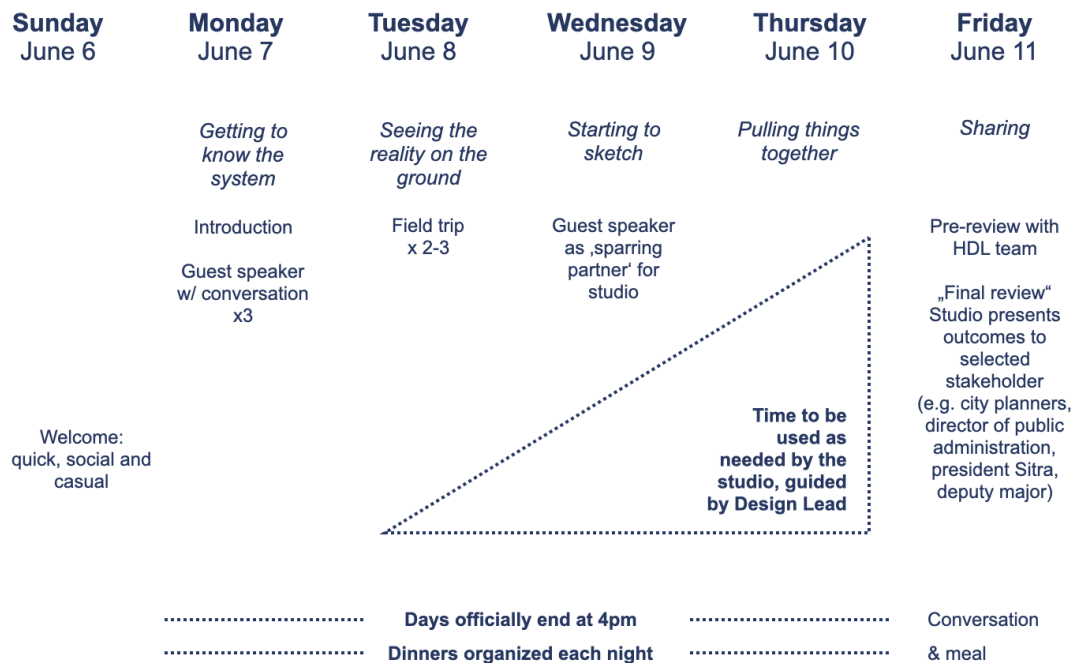 Sunday
June 6
Monday
June 7
Tuesday
June 8
Wednesday
June 9
Thursday
June 10
Friday
June 11
Getting to
know the
system
Seeing the
reality on the
ground
Starting to
sketch
Pulling things
together
Sharing
Introduction
Guest speaker
w/ conversation
x3
Field trip
x 2-3
Guest speaker
as ‚sparring
partner‘ for
studio
Pre-review with
HDL team
„Final review“
Studio presents
outcomes to
selected
stakeholder
(e.g. city planners,
director of public
administration,
president Sitra,
deputy major)
Welcome:
quick, social and
casual
Time to be
used as
needed by the
studio, guided
by Design Lead
Days officially end at 4pm
Conversation
Dinners organized each night
& meal